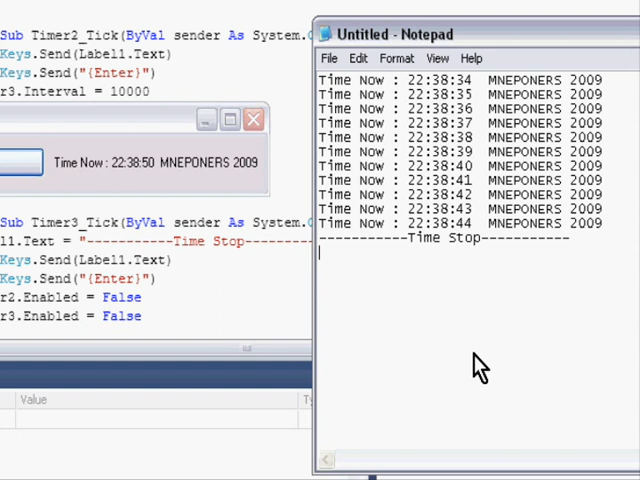 Sub Timer2_Tick(ByVal sender As System.
Keys.Send(Label1.Text)
Keys.Send("{Enter}")
r3.Interval = 10000
Time Now : 22:38:50 MNEPONERS 2009
Sub Timer3_Tick(ByVal sender As System.
l1.Text = "-----------Time Stop--------
Keys.Send(Label1.Text)
Keys.Send("{Enter}")
r2.Enabled = False
r3.Enabled = False
Value
Ty
Untitled - Notepad
File Edit Format View Help
Time Now : 22:38:34 MNEPONERS 2009
Time Now : 22:38:35 MNEPONERS 2009
Time Now : 22:38:36 MNEPONERS 2009
Time Now : 22:38:37 MNEPONERS 2009
Time Now : 22:38:38 MNEPONERS 2009
Time Now : 22:38:39 MNEPONERS 2009
Time Now : 22:38:40 MNEPONERS 2009
Time Now : 22:38:41 MNEPONERS 2009
Time Now : 22:38:42 MNEPONERS 2009
Time Now : 22:38:43 MNEPONERS 2009
Time Now : 22:38:44 MNEPONERS 2009
-----------Time Stop-----------